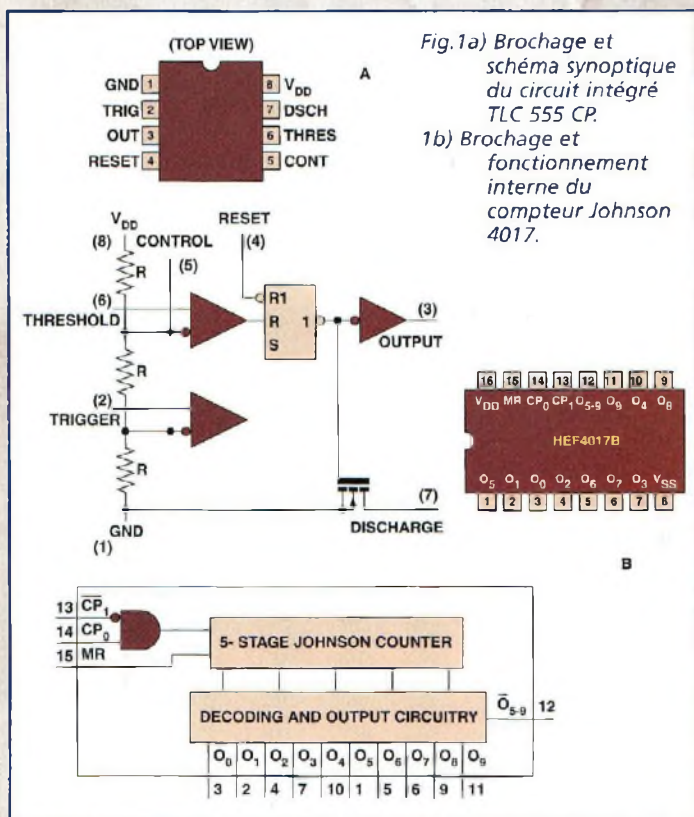 Fig.1a) Brochage et
schéma synoptique
du circuit intégré
TLC 555 CP.
1b) Brochage et
fonctionnement
interne du
compteur Johnson
4017.
(TOP VIEW)
A
GND 1
8 VDD
TRIG 2
7 DSCH
OUT 3
6 THRES
RESET 4
5 CONT
VDD
(8)
CONTROL
(5)
RESET
(4)
R
(6)
THRESHOLD
R1
R 1
S
(3)
OUTPUT
R
(2)
TRIGGER
R
(7)
DISCHARGE
GND
(1)
16 15 14 13 12 11 10 9
VDD MR CP0 CP1 O5-9 O9 O4 O8
HEF4017B
O5 O1 O0 O2 O6 O7 O3 VSS
1 2 3 4 5 6 7 8
B
13 CP1
14 CP0
15 MR
5- STAGE JOHNSON COUNTER
DECODING AND OUTPUT CIRCUITRY
O5-9 12
O0 O1 O2 O3 O4 O5 O6 O7 O8 O9
3 2 4 7 10 1 5 6 9 11